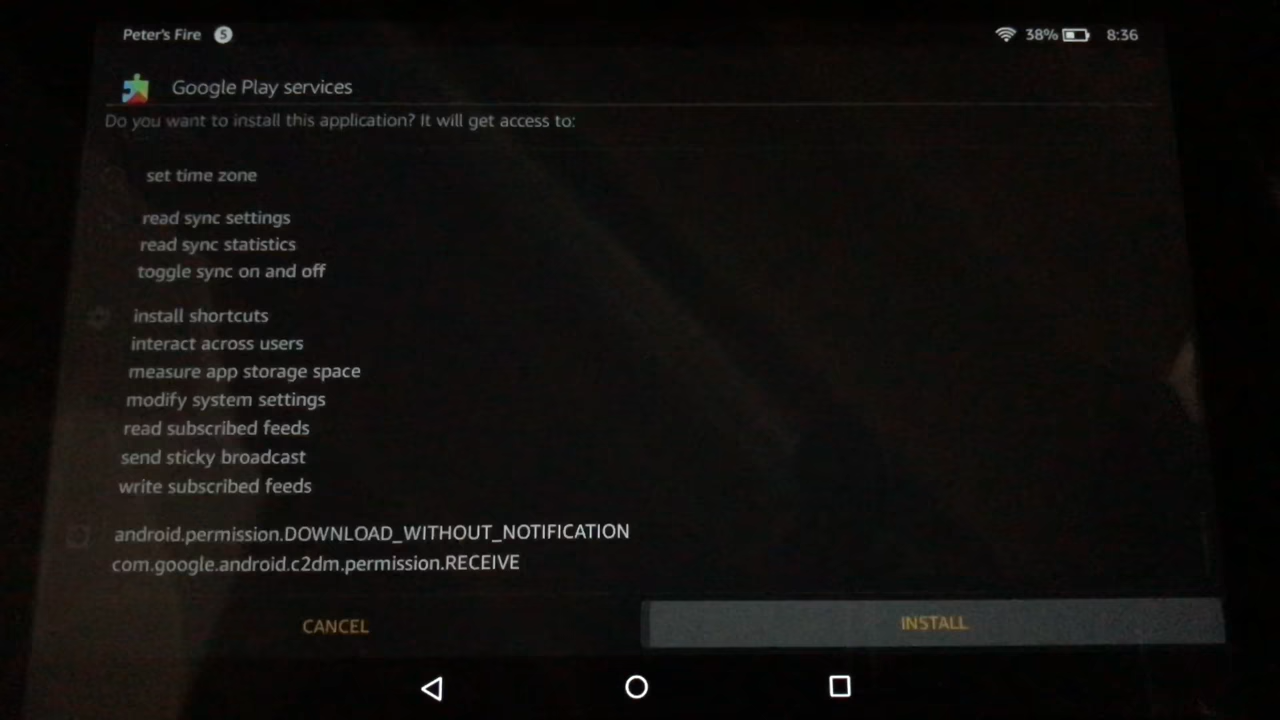 Peter's Fire 5 38% 8:36
Google Play services
Do you want to install this application? It will get access to:
set time zone
read sync settings
read sync statistics
toggle sync on and off
install shortcuts
interact across users
measure app storage space
modify system settings
read subscribed feeds
send sticky broadcast
write subscribed feeds
android.permission.DOWNLOAD_WITHOUT_NOTIFICATION
com.google.android.c2dm.permission.RECEIVE
CANCEL INSTALL